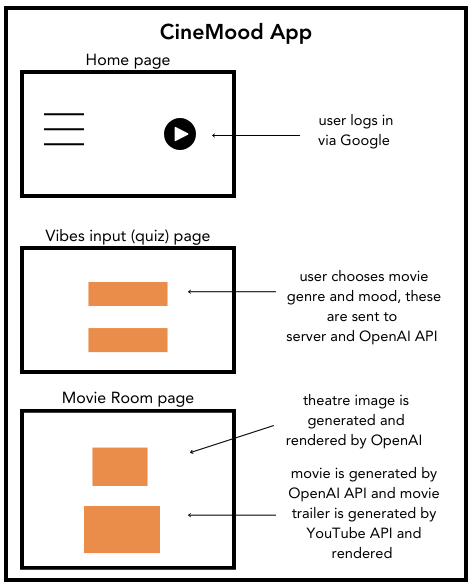 CineMood App
Home page
user logs in
via Google
Vibes input (quiz) page
user chooses movie
genre and mood, these
are sent to
server and OpenAI API
Movie Room page
theatre image is
generated and
rendered by OpenAI
movie is generated by
OpenAI API and movie
trailer is generated by
YouTube API and
rendered